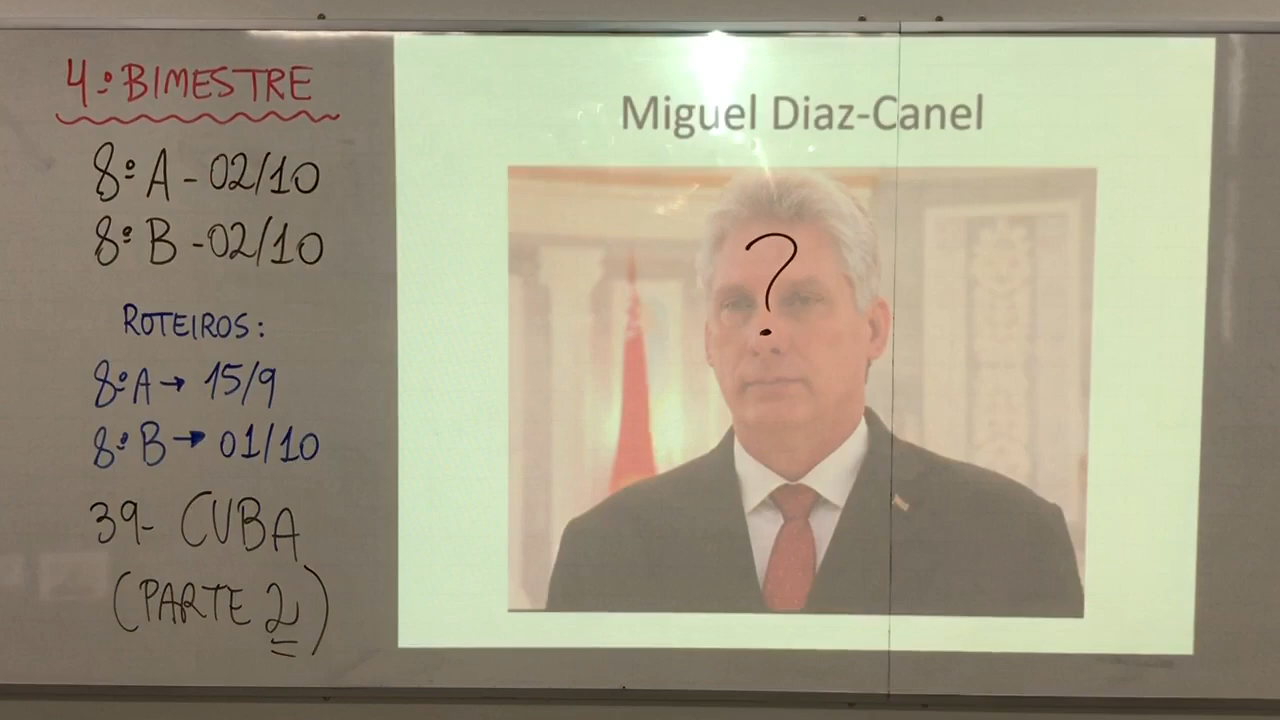 4º BIMESTRE
8º A - 02/10
8º B - 02/10
ROTEIROS:
8º A → 15/9
8º B → 01/10
39- CUBA
(PARTE 2)
Miguel Diaz-Canel
?